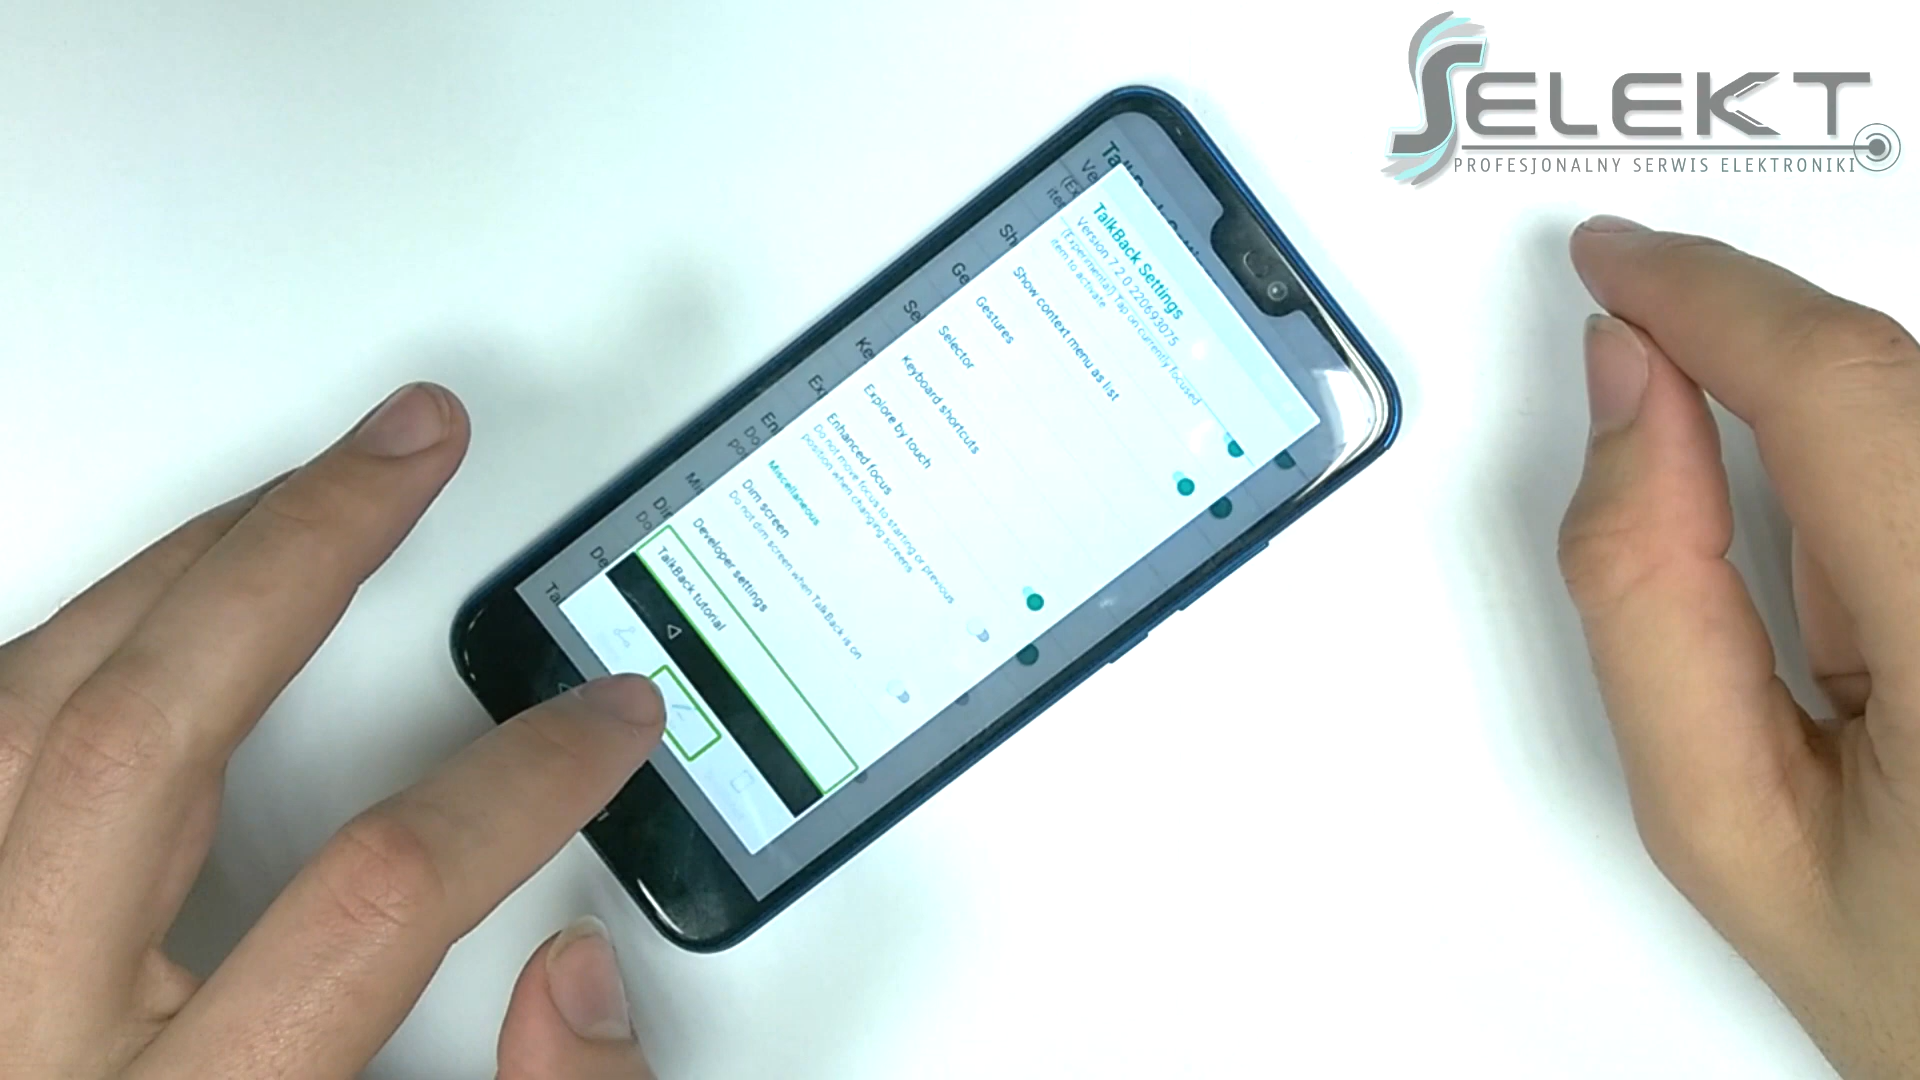 SELEKT
PROFESJONALNY SERWIS ELEKTRONIKI
TalkBack Settings
Version 7.2.0.220693075
(Experimental) Tap on currently focused
item to activate
Show context menu as list
Gestures
Selector
Keyboard shortcuts
Explore by touch
Enhanced focus
Do not move focus to starting or previous
position when changing screens
Miscellaneous
Dim screen
Do not dim screen when TalkBack is on
Developer settings
TalkBack tutorial